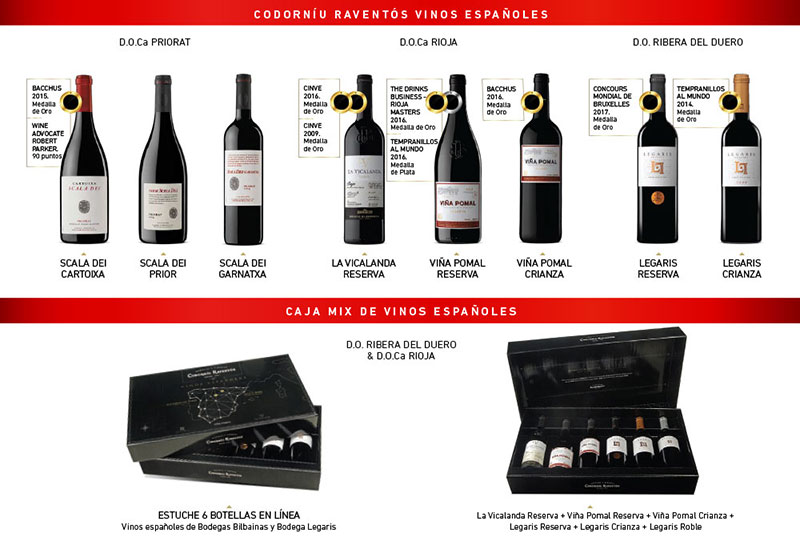 CODORNÍU RAVENTÓS VINOS ESPAÑOLES
D.O.Ca PRIORAT
D.O.Ca RIOJA
D.O. RIBERA DEL DUERO
BACCHUS
2015.
Medalla
de Oro
WINE
ADVOCATE
ROBERT
PARKER.
90 puntos
CINVE
2016.
Medalla
de Oro
CINVE
2009.
Medalla
de Oro
THE DRINKS
BUSINESS -
RIOJA
MASTERS
2016.
Medalla de Oro
TEMPRANILLOS
AL MUNDO
2016.
Medalla
de Plata
BACCHUS
2016.
Medalla
de Oro
CONCOURS
MONDIAL DE
BRUXELLES
2017.
Medalla
de Oro
TEMPRANILLOS
AL MUNDO
2014.
Medalla
de Oro
CARTOIXA
SCALA DEI
LA VICALANDA
VIÑA POMAL
VIÑA POMAL
LEGARIS
LEGARIS
SCALA DEI
CARTOIXA
SCALA DEI
PRIOR
SCALA DEI
GARNATXA
LA VICALANDA
RESERVA
VIÑA POMAL
RESERVA
VIÑA POMAL
CRIANZA
LEGARIS
RESERVA
LEGARIS
CRIANZA
CAJA MIX DE VINOS ESPAÑOLES
D.O. RIBERA DEL DUERO
& D.O.Ca RIOJA
CODORNÍU RAVENTÓS
ESTUCHE 6 BOTELLAS EN LÍNEA
Vinos españoles de Bodegas Bilbainas y Bodega Legaris
La Vicalanda Reserva + Viña Pomal Reserva + Viña Pomal Crianza +
Legaris Reserva + Legaris Crianza + Legaris Roble